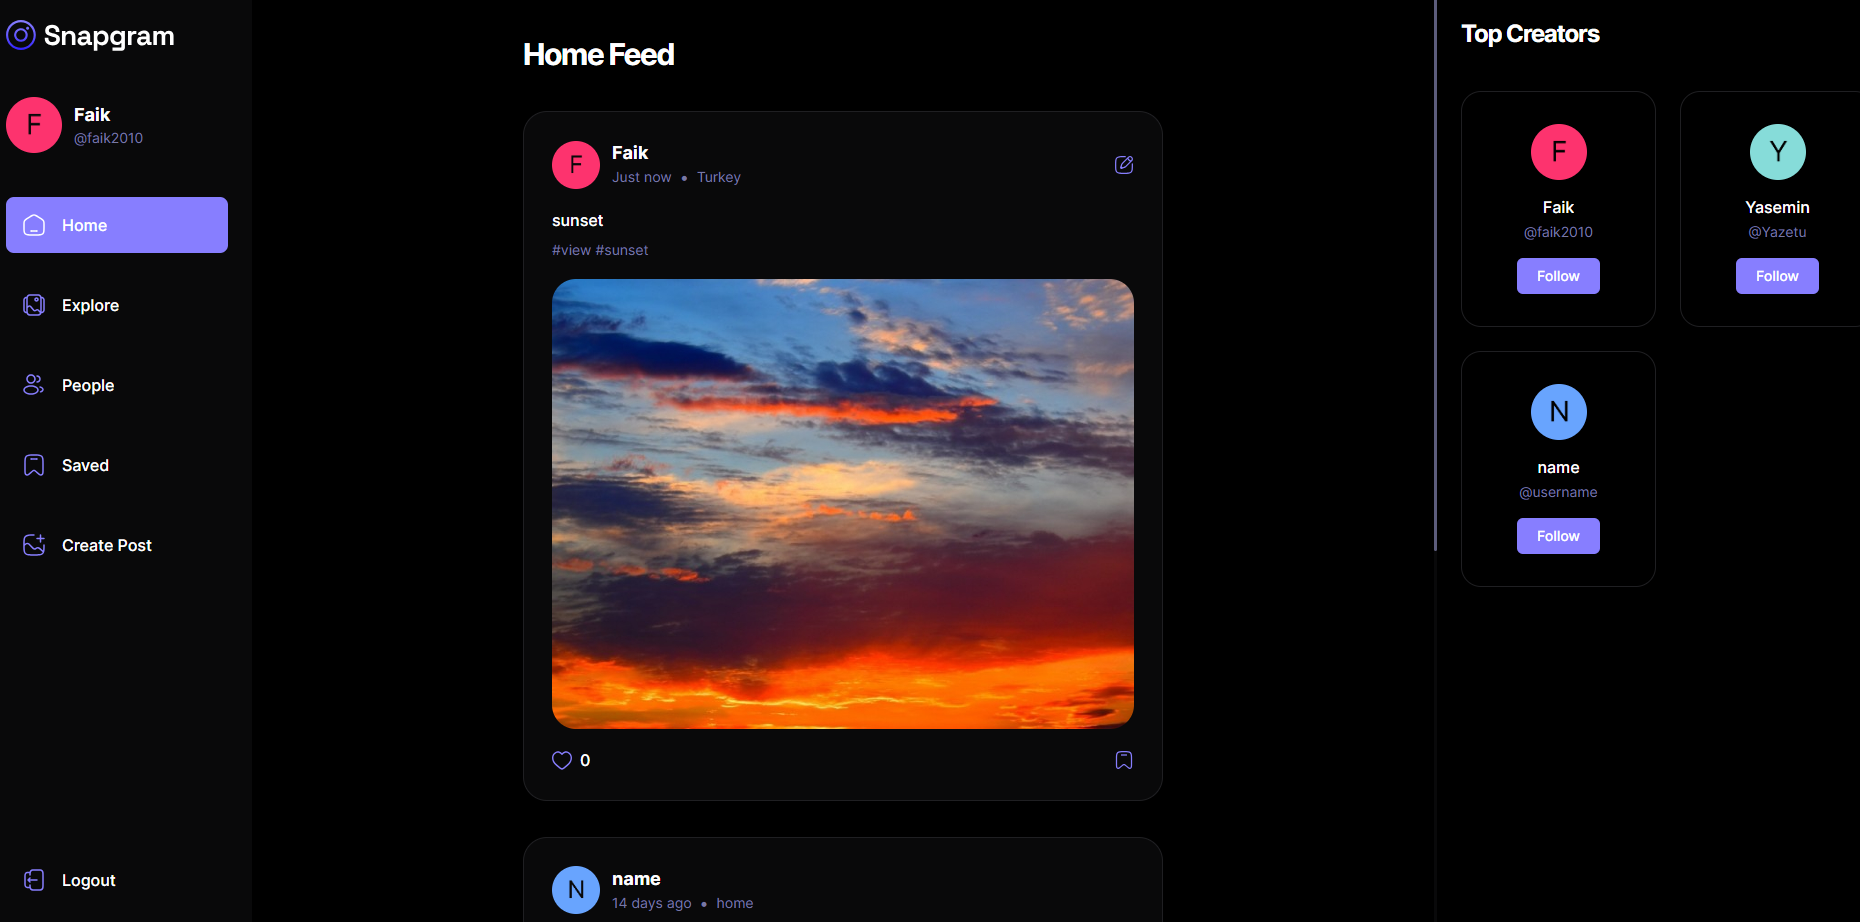 Snapgram
F
Faik
@faik2010
Home
Explore
People
Saved
Create Post
Logout
Home Feed
F
Faik
Just now • Turkey
sunset
#view #sunset
0
N
name
14 days ago • home
Top Creators
F
Faik
@faik2010
Follow
Y
Yasemin
@Yazetu
Follow
N
name
@username
Follow